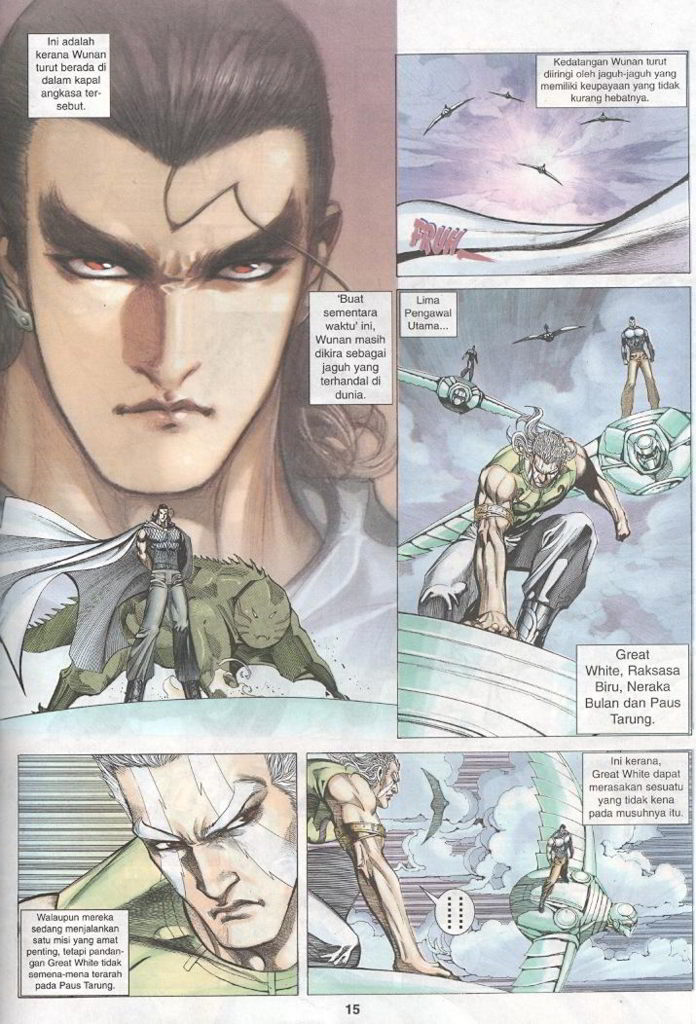 Ini adalah
kerana Wunan
turut berada di
dalam kapal
angkasa ter-
sebut.
Kedatangan Wunan turut
diiringi oleh jaguh-jaguh yang
memiliki keupayaan yang tidak
kurang hebatnya.
FRUH
'Buat
sementara
waktu' ini,
Wunan masih
dikira sebagai
jaguh yang
terhandal di
dunia.
Lima
Pengawal
Utama...
Great
White, Raksasa
Biru, Neraka
Bulan dan Paus
Tarung.
Walaupun mereka
sedang menjalankan
satu misi yang amat
penting, tetapi pandan-
gan Great White tidak
semena-mena terarah
pada Paus Tarung.
Ini kerana,
Great White dapat
merasakan sesuatu
yang tidak kena
pada musuhnya itu.
!!!!
15